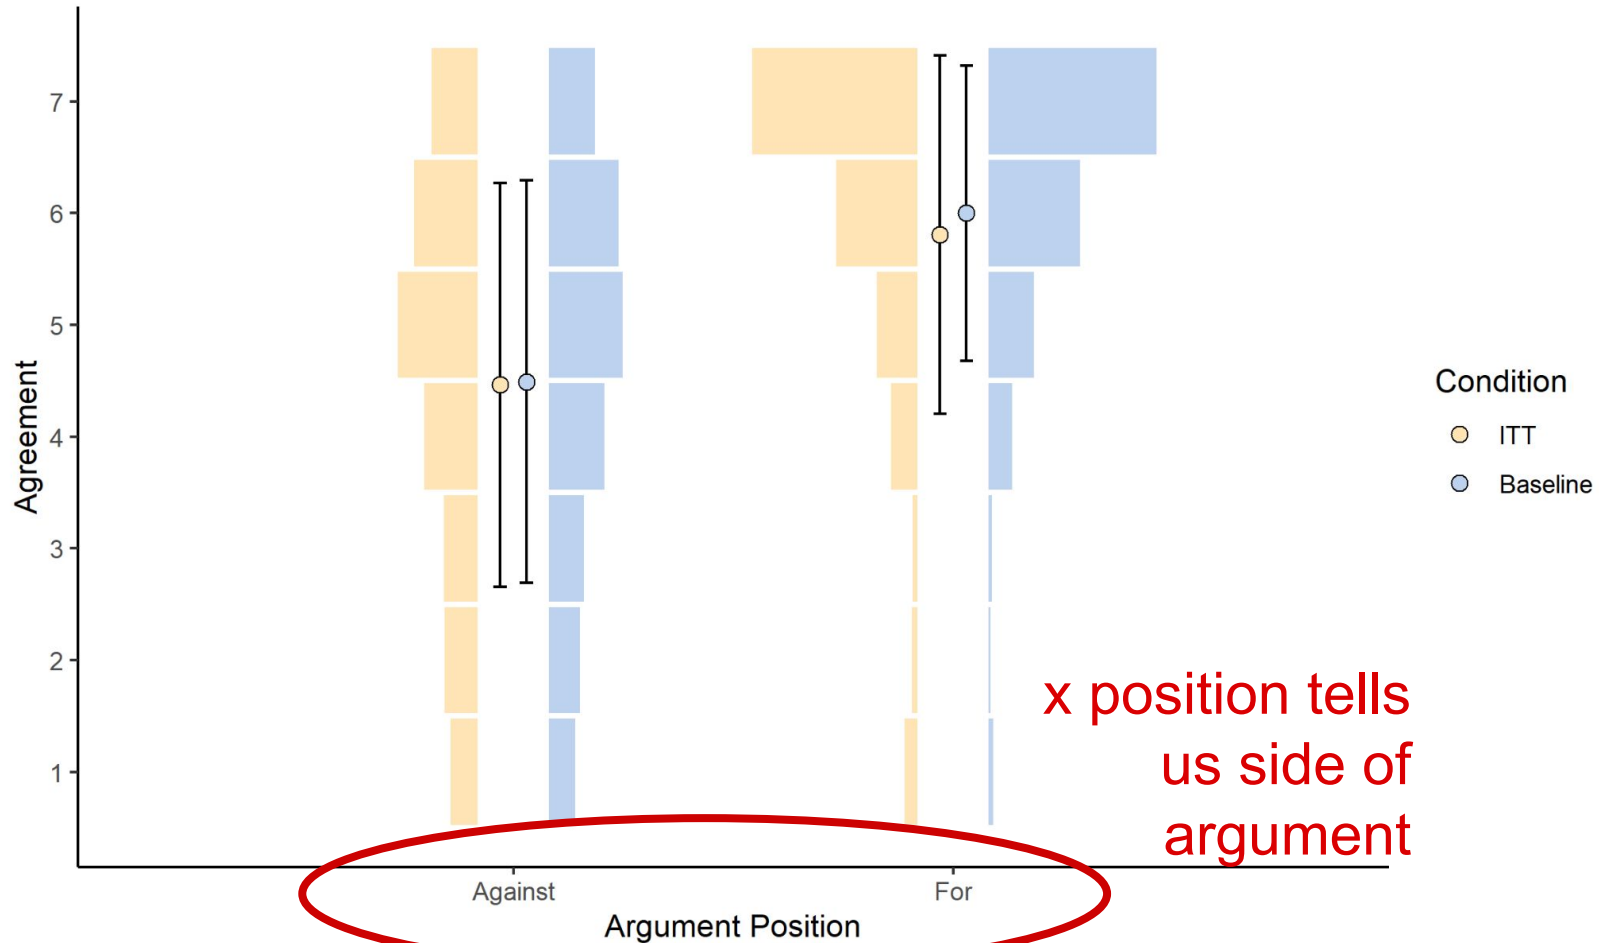 7
6
5
4
3
2
1
Agreement
Against
For
Argument Position
Condition
ITT
Baseline
x position tells
us side of
argument